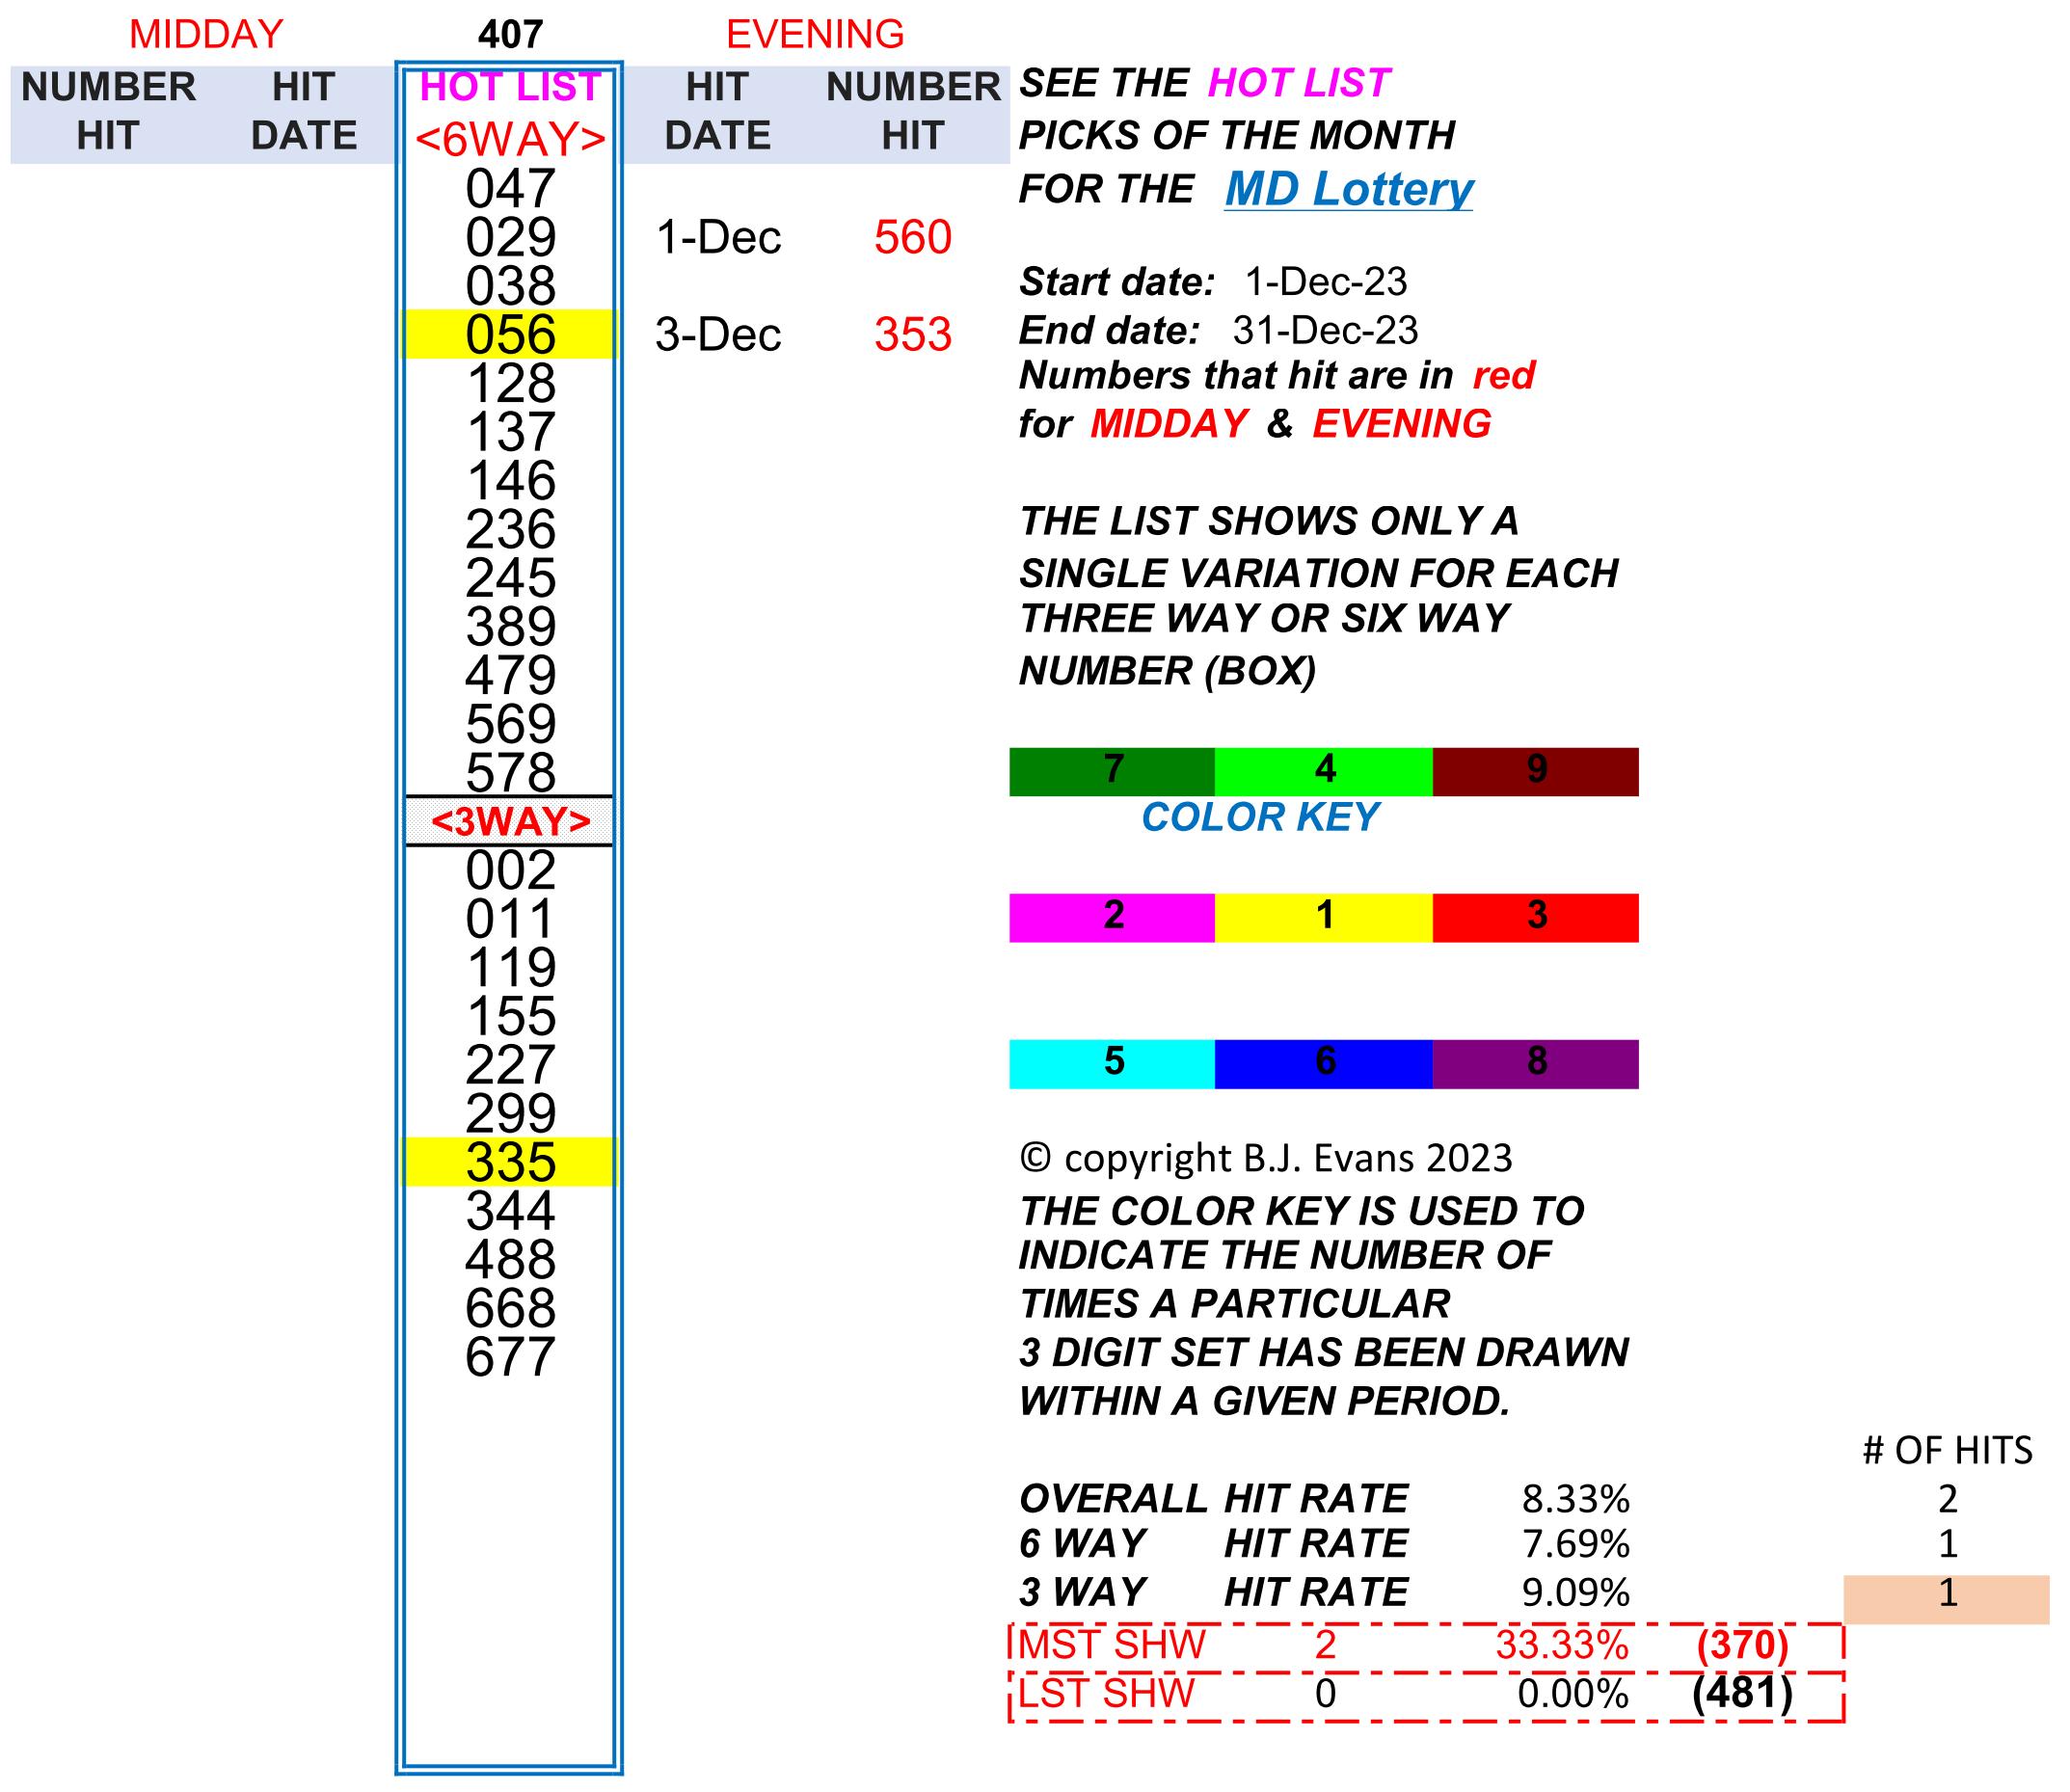 MIDDAY 407 EVENING
NUMBER HIT HOT LIST HIT NUMBER
HIT DATE <6WAY> DATE HIT
047
029 1-Dec 560
038
056 3-Dec 353
128
137
146
236
245
389
479
569
578
<3WAY>
002
011
119
155
227
299
335
344
488
668
677
SEE THE HOT LIST
PICKS OF THE MONTH
FOR THE MD Lottery
Start date: 1-Dec-23
End date: 31-Dec-23
Numbers that hit are in red
for MIDDAY & EVENING
THE LIST SHOWS ONLY A
SINGLE VARIATION FOR EACH
THREE WAY OR SIX WAY
NUMBER (BOX)
7 4 9
COLOR KEY
2 1 3
5 6 8
© copyright B.J. Evans 2023
THE COLOR KEY IS USED TO
INDICATE THE NUMBER OF
TIMES A PARTICULAR
3 DIGIT SET HAS BEEN DRAWN
WITHIN A GIVEN PERIOD.
# OF HITS
OVERALL HIT RATE 8.33% 2
6 WAY HIT RATE 7.69% 1
3 WAY HIT RATE 9.09% 1
MST SHW 2 33.33% (370)
LST SHW 0 0.00% (481)